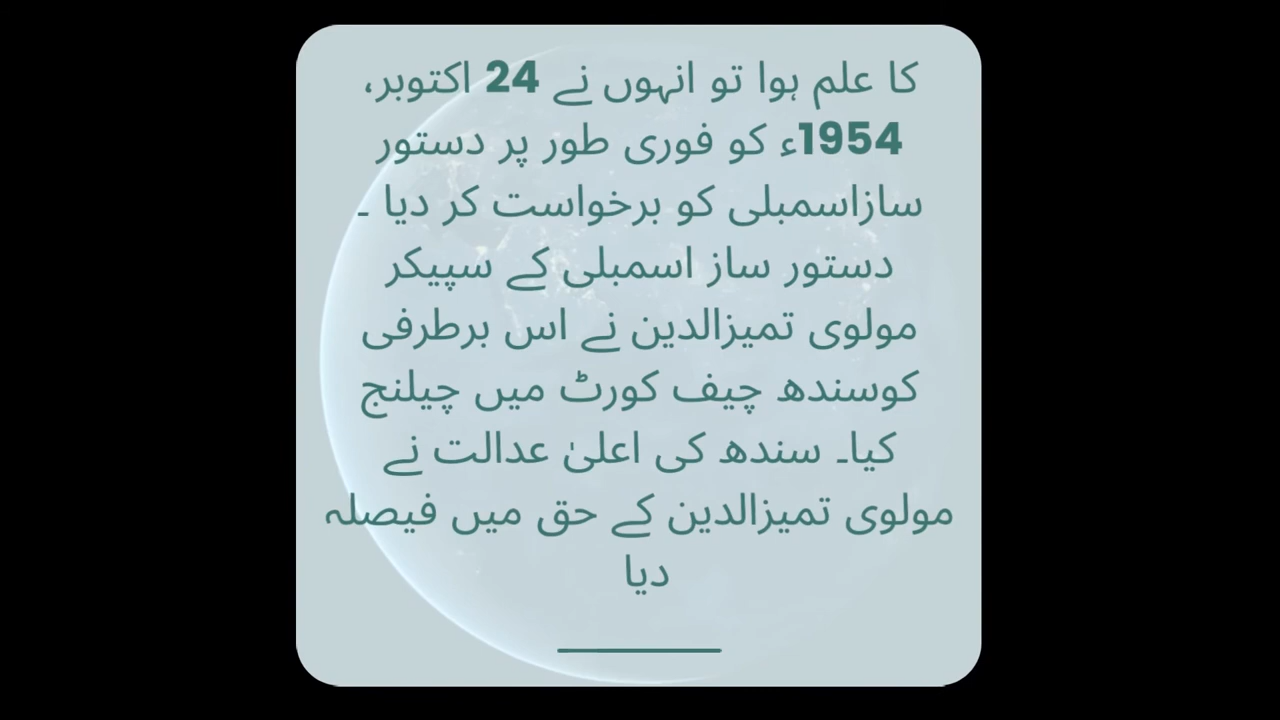 کا علم ہوا تو انہوں نے 24 اکتوبر،
1954ء کو فوری طور پر دستور
سازاسمبلی کو برخواست کر دیا ۔
دستور ساز اسمبلی کے سپیکر
مولوی تمیزالدین نے اس برطرفی
کوسندھ چیف کورٹ میں چیلنج
کیا۔ سندھ کی اعلیٰ عدالت نے
مولوی تمیزالدین کے حق میں فیصلہ
دیا